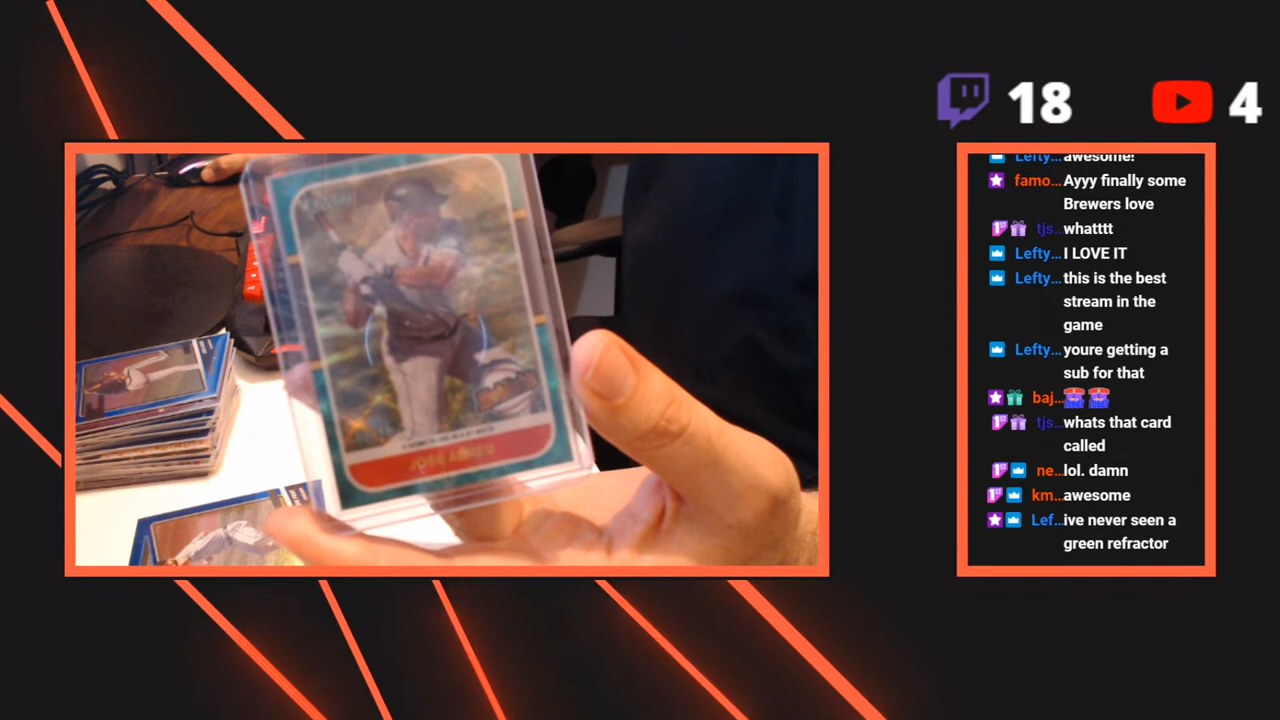 18
4
Lefty... awesome!
famo... Ayyy finally some
Brewers love
tjs... whatttt
Lefty... I LOVE IT
Lefty... this is the best
stream in the
game
Lefty... youre getting a
sub for that
baj...
tjs... whats that card
called
ne... lol. damn
km... awesome
Lef... ive never seen a
green refractor
JOSE ABREU